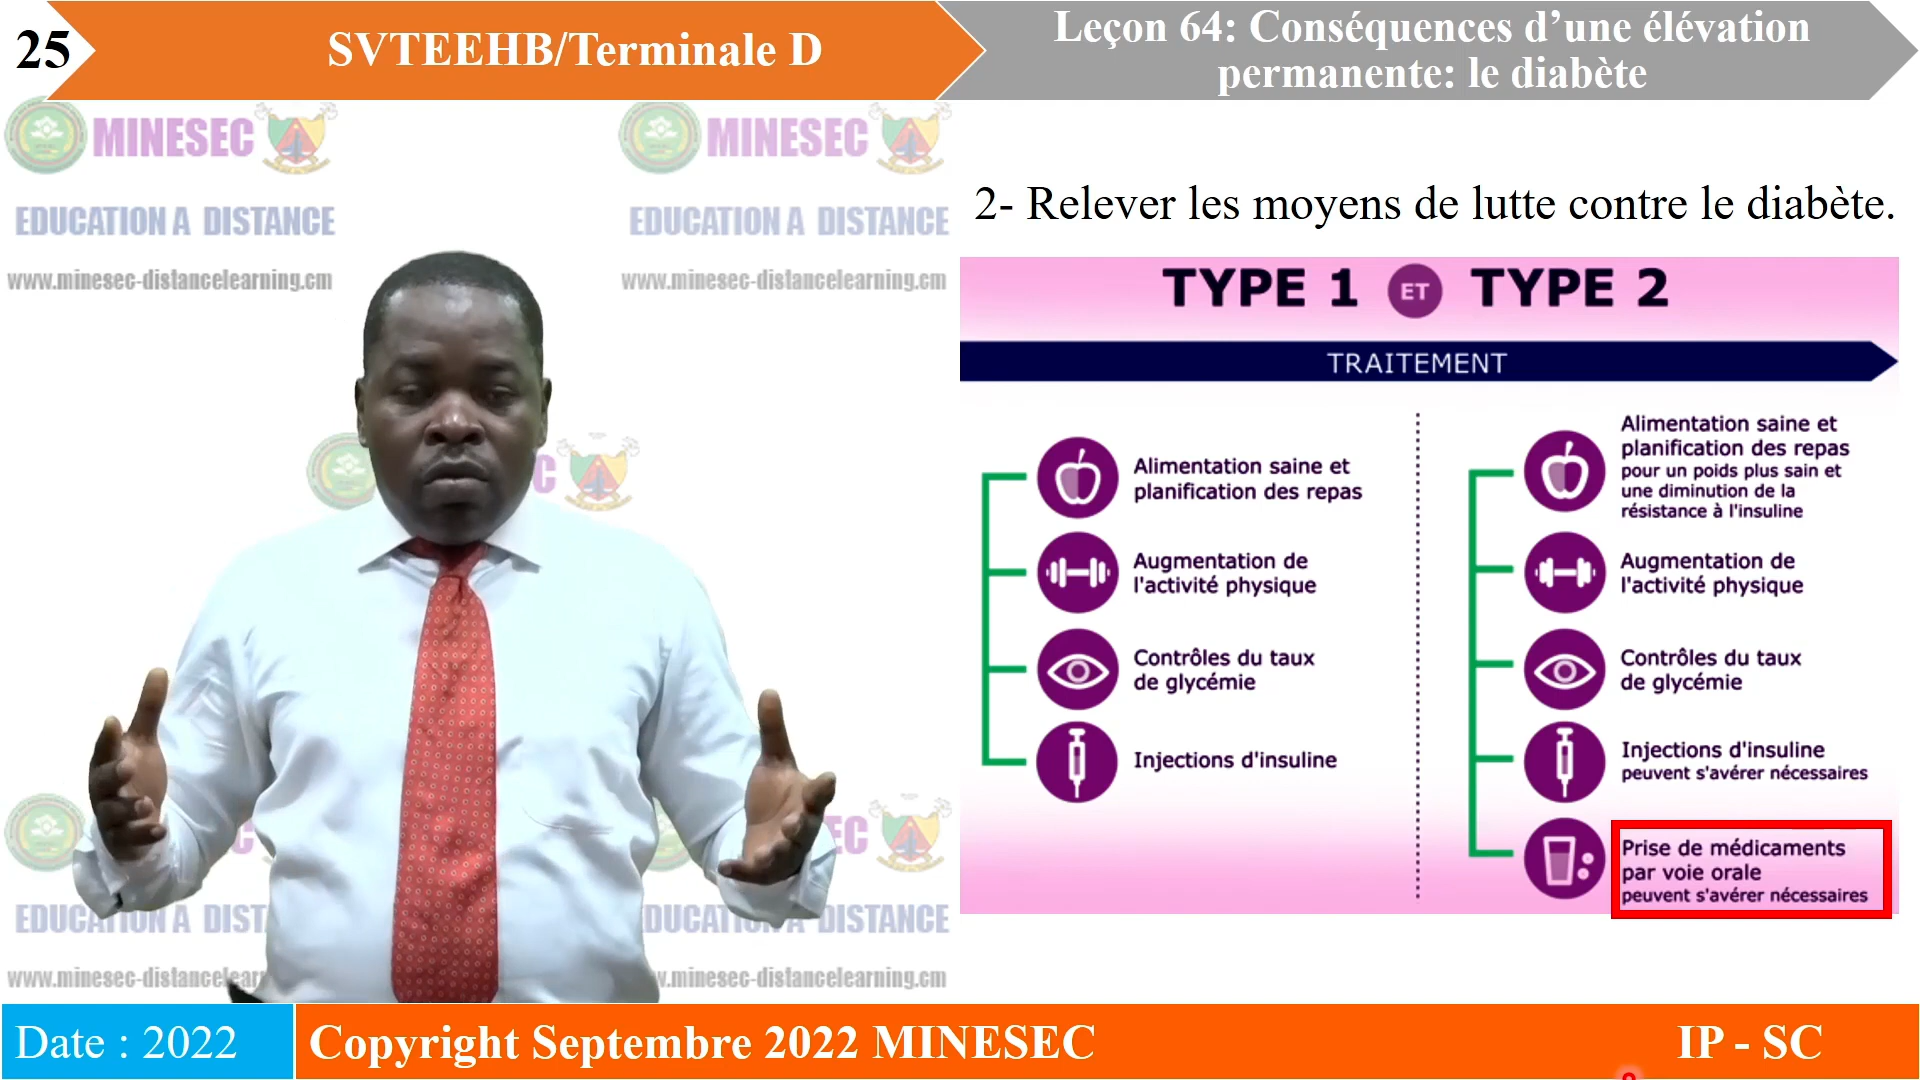 25
SVTEEHB/Terminale D
Leçon 64: Conséquences d’une élévation
permanente: le diabète
MINESEC
MINESEC
EDUCATION A DISTANCE
EDUCATION A DISTANCE
www.minesec-distancelearning.cm
www.minesec-distancelearning.cm
2- Relever les moyens de lutte contre le diabète.
TYPE 1 ET TYPE 2
TRAITEMENT
Alimentation saine et
planification des repas
Augmentation de
l'activité physique
Contrôles du taux
de glycémie
Injections d'insuline
Alimentation saine et
planification des repas
pour un poids plus sain et
une diminution de la
résistance à l'insuline
Augmentation de
l'activité physique
Contrôles du taux
de glycémie
Injections d'insuline
peuvent s'avérer nécessaires
Prise de médicaments
par voie orale
peuvent s'avérer nécessaires
Date : 2022
Copyright Septembre 2022 MINESEC
IP - SC